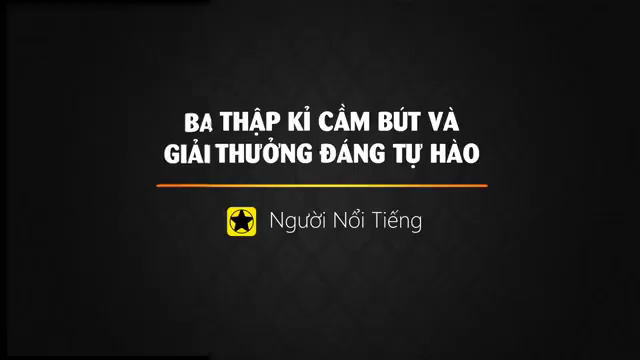 BA THẬP KỈ CẦM BÚT VÀ
GIẢI THƯỞNG ĐÁNG TỰ HÀO
Người Nổi Tiếng